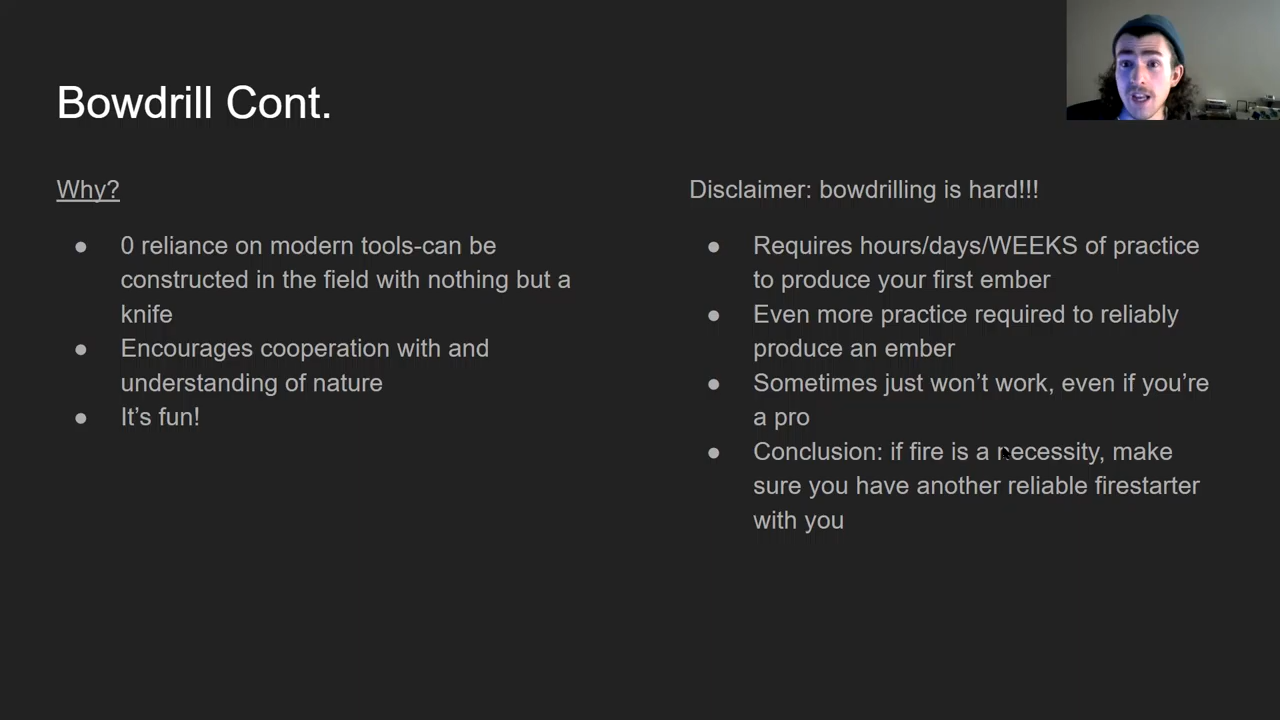 Bowdrill Cont.
Why?
● 0 reliance on modern tools-can be
constructed in the field with nothing but a
knife
● Encourages cooperation with and
understanding of nature
● It’s fun!
Disclaimer: bowdrilling is hard!!!
● Requires hours/days/WEEKS of practice
to produce your first ember
● Even more practice required to reliably
produce an ember
● Sometimes just won’t work, even if you’re
a pro
● Conclusion: if fire is a necessity, make
sure you have another reliable firestarter
with you